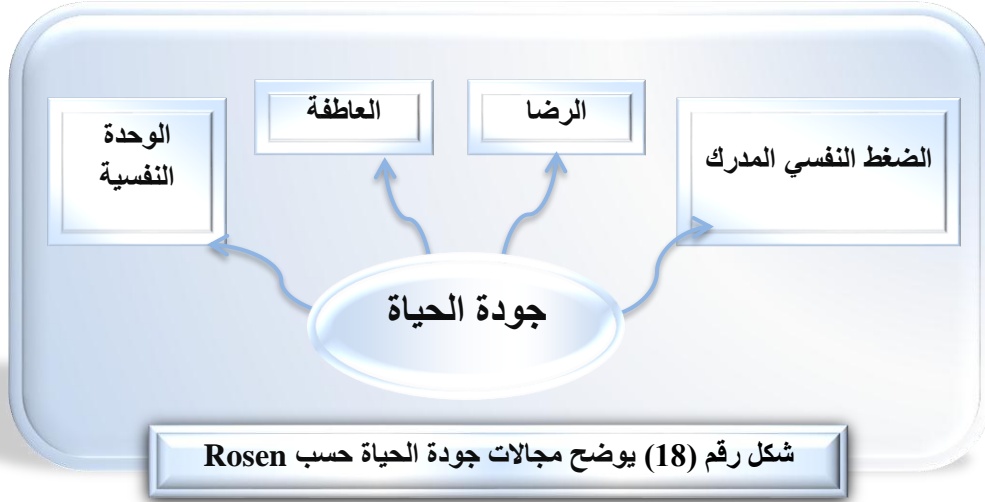 الضغط النفسي المدرك
الرضا
العاطفة
الوحدة
النفسية
جودة الحياة
شكل رقم (18) يوضح مجالات جودة الحياة حسب Rosen